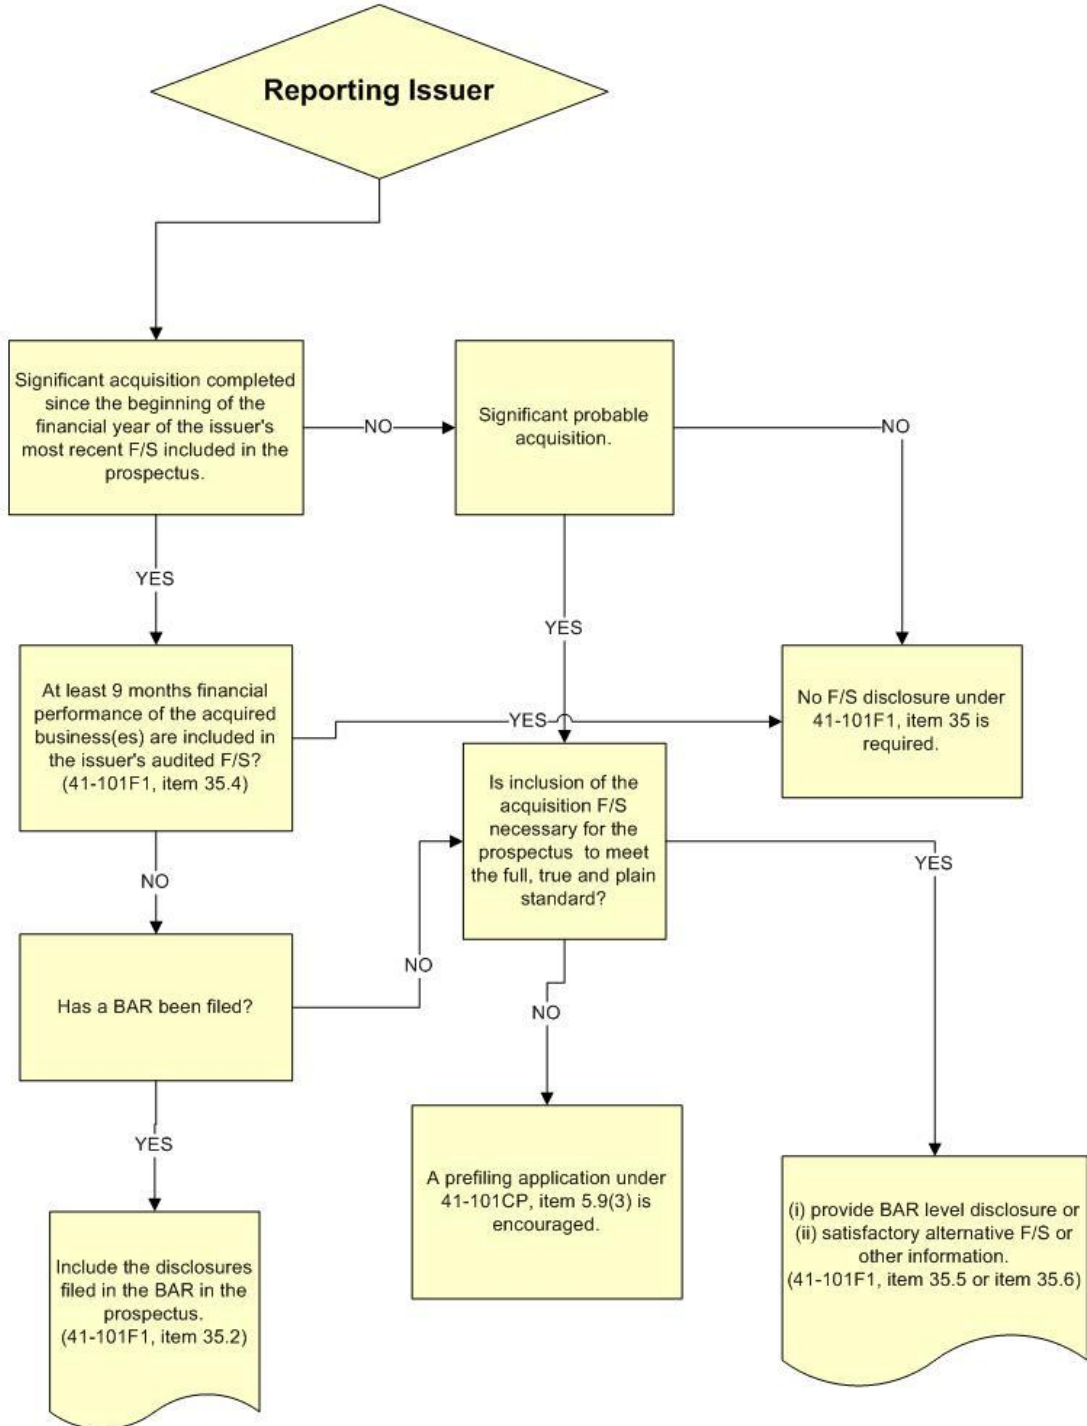 Reporting Issuer
Significant acquisition completed
since the beginning of the
financial year of the issuer's
most recent F/S included in the
prospectus.
NO
Significant probable
acquisition.
NO
YES
YES
At least 9 months financial
performance of the acquired
business(es) are included in
the issuer's audited F/S?
(41-101F1, item 35.4)
YES
No F/S disclosure under
41-101F1, item 35 is
required.
Is inclusion of the
acquisition F/S
necessary for the
prospectus to meet
the full, true and plain
standard?
YES
NO
NO
Has a BAR been filed?
NO
YES
A prefiling application under
41-101CP, item 5.9(3) is
encouraged.
(i) provide BAR level disclosure or
(ii) satisfactory alternative F/S or
other information.
(41-101F1, item 35.5 or item 35.6)
Include the disclosures
filed in the BAR in the
prospectus.
(41-101F1, item 35.2)